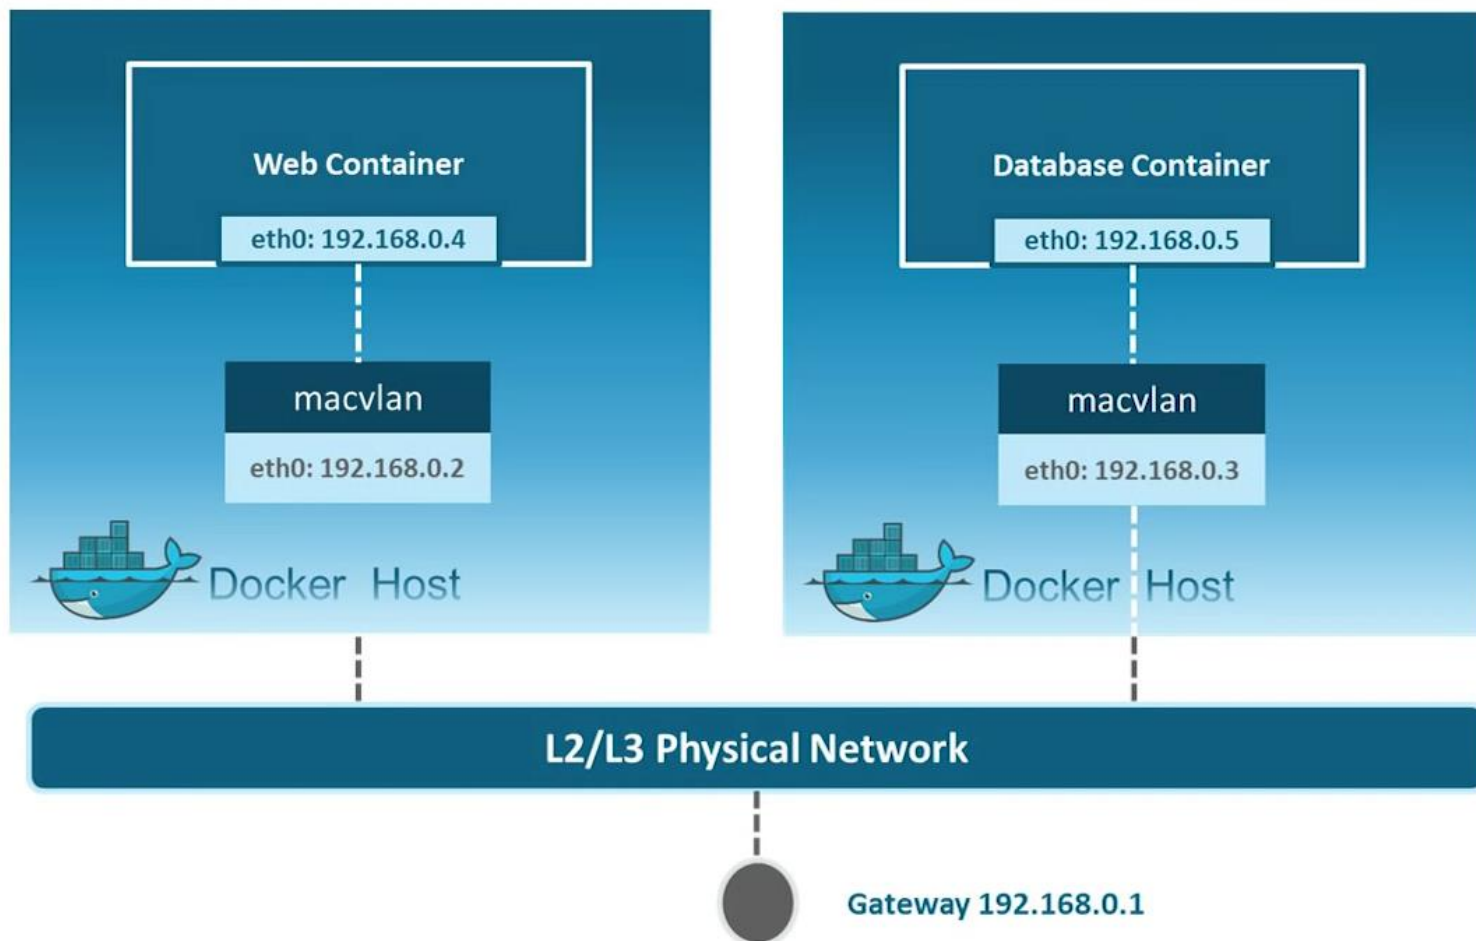 Web Container
eth0: 192.168.0.4
macvlan
eth0: 192.168.0.2
Docker Host
Database Container
eth0: 192.168.0.5
macvlan
eth0: 192.168.0.3
Docker Host
L2/L3 Physical Network
Gateway 192.168.0.1